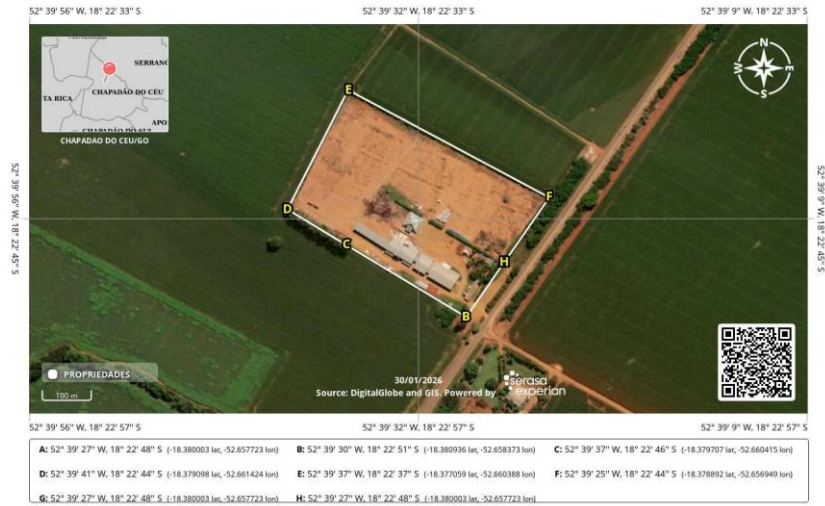 52° 39' 56" W, 18° 22' 33" S
52° 39' 32" W, 18° 22' 33" S
52° 39' 9" W, 18° 22' 33" S
SERRANO
TA RICA
CHAPADÃO DO CÉU
APO
CHAPADÃO DO SUL
CHAPADAO DO CEU/GO
N
W
E
S
E
F
D
C
H
B
52° 39' 56" W, 18° 22' 45" S
52° 39' 9" W, 18° 22' 45" S
PROPRIEDADES
100 m
30/01/2026
Source: DigitalGlobe and GIS. Powered by
serasa
experian
52° 39' 56" W, 18° 22' 57" S
52° 39' 32" W, 18° 22' 57" S
52° 39' 9" W, 18° 22' 57" S
A: 52° 39' 27" W, 18° 22' 48" S (-18.380003 lat, -52.657723 lon)
B: 52° 39' 30" W, 18° 22' 51" S (-18.380936 lat, -52.658373 lon)
C: 52° 39' 37" W, 18° 22' 46" S (-18.379707 lat, -52.660415 lon)
D: 52° 39' 41" W, 18° 22' 44" S (-18.379098 lat, -52.661424 lon)
E: 52° 39' 37" W, 18° 22' 37" S (-18.377059 lat, -52.660388 lon)
F: 52° 39' 25" W, 18° 22' 44" S (-18.378892 lat, -52.656949 lon)
G: 52° 39' 27" W, 18° 22' 48" S (-18.380003 lat, -52.657723 lon)
H: 52° 39' 27" W, 18° 22' 48" S (-18.380003 lat, -52.657723 lon)